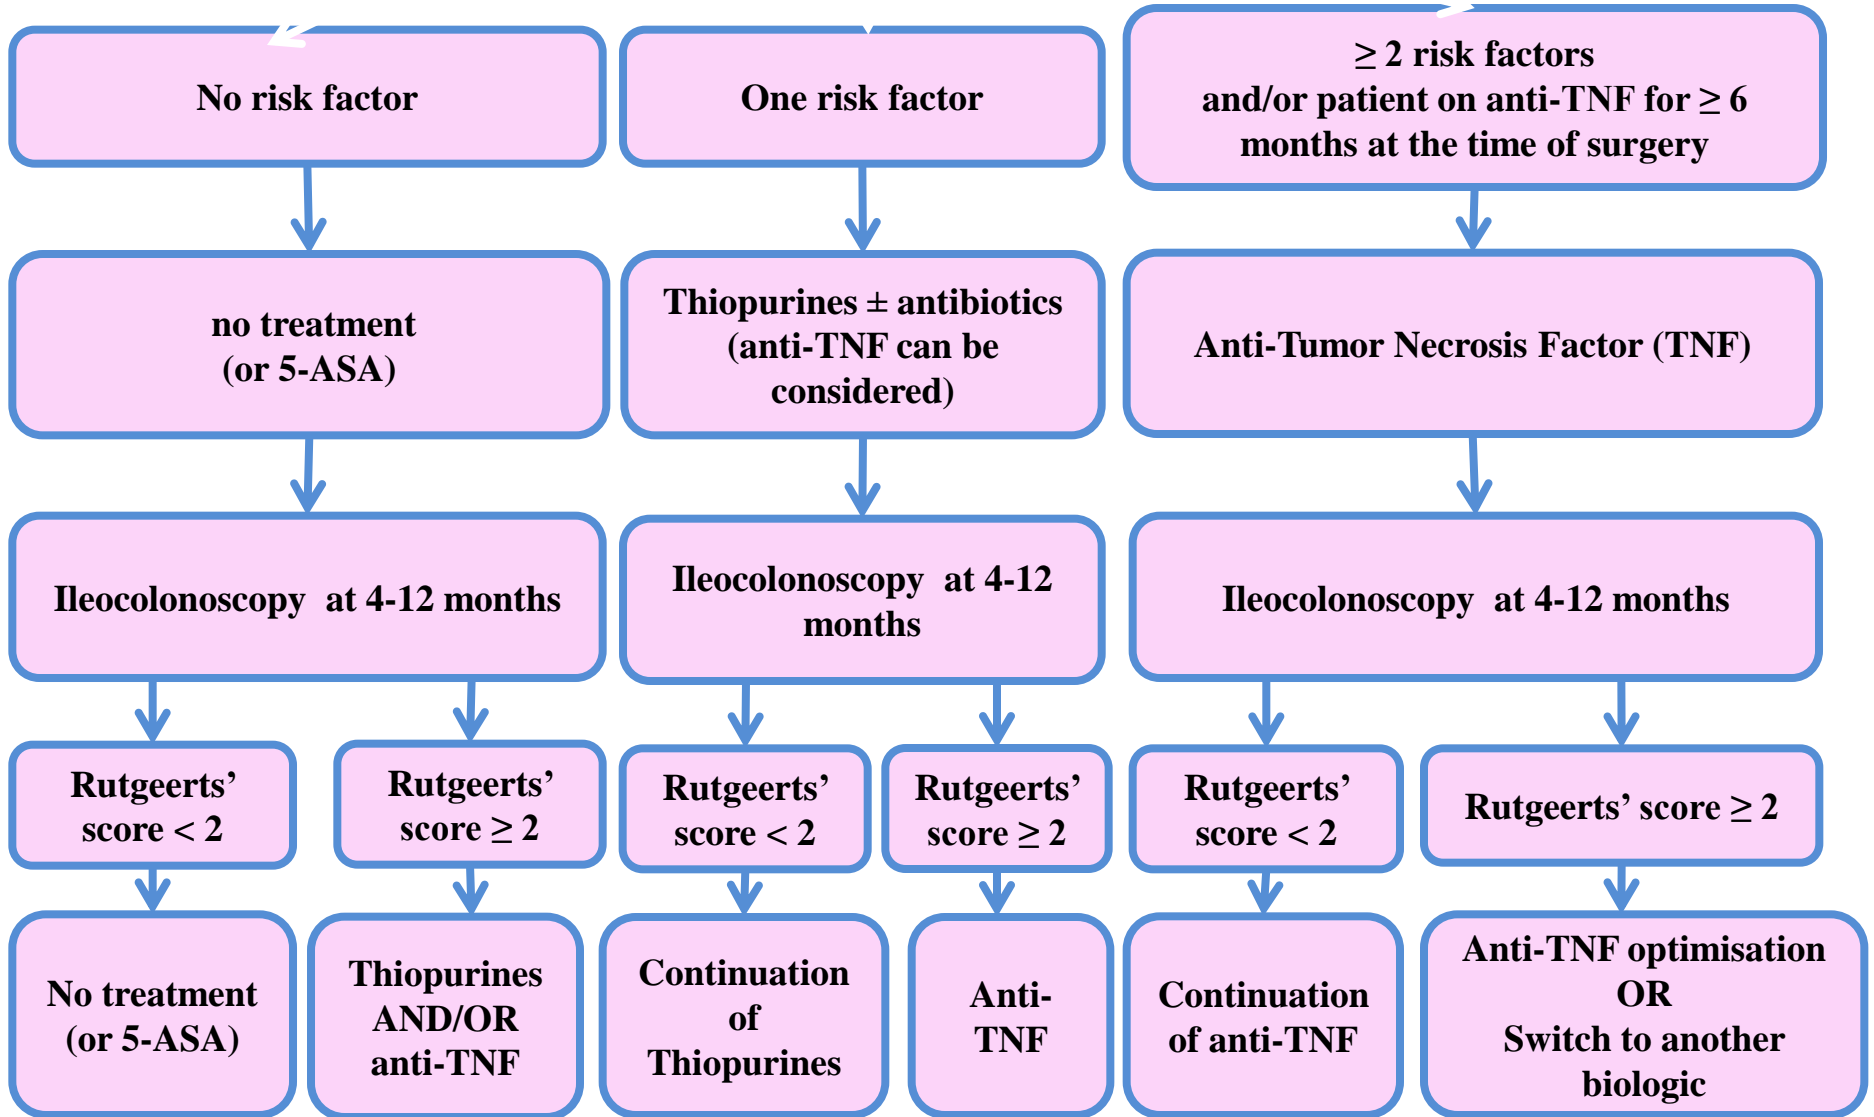 No risk factor
One risk factor
≥ 2 risk factors
and/or patient on anti-TNF for ≥ 6
months at the time of surgery
no treatment
(or 5-ASA)
Thiopurines ± antibiotics
(anti-TNF can be
considered)
Anti-Tumor Necrosis Factor (TNF)
Ileocolonoscopy at 4-12 months
Ileocolonoscopy at 4-12
months
Ileocolonoscopy at 4-12 months
Rutgeerts’
score < 2
Rutgeerts’
score ≥ 2
Rutgeerts’
score < 2
Rutgeerts’
score ≥ 2
Rutgeerts’
score < 2
Rutgeerts’ score ≥ 2
No treatment
(or 5-ASA)
Thiopurines
AND/OR
anti-TNF
Continuation
of
Thiopurines
Anti-
TNF
Continuation
of anti-TNF
Anti-TNF optimisation
OR
Switch to another
biologic